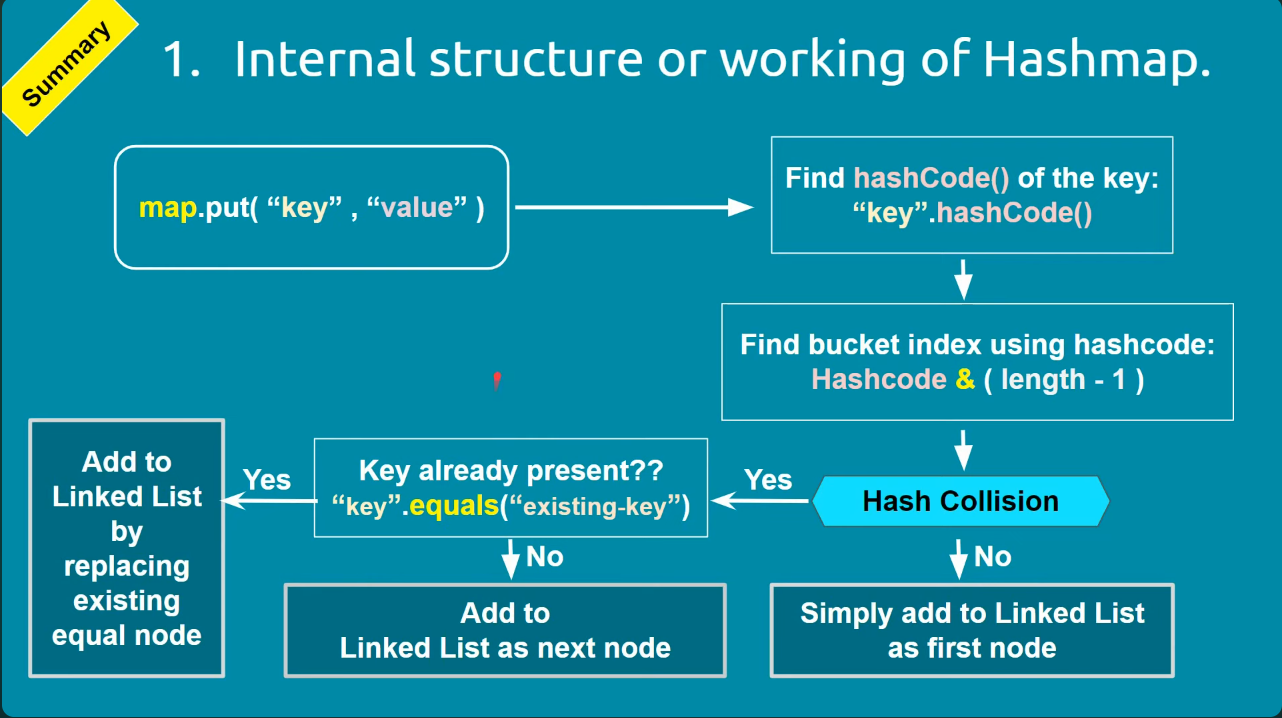 Summary
1. Internal structure or working of Hashmap.
map.put( “key” , “value” )
Find hashCode() of the key:
“key”.hashCode()
Find bucket index using hashcode:
Hashcode & ( length - 1 )
Hash Collision
Yes
No
Simply add to Linked List
as first node
Key already present??
“key”.equals(“existing-key”)
Yes
No
Add to
Linked List as next node
Add to
Linked List
by
replacing
existing
equal node